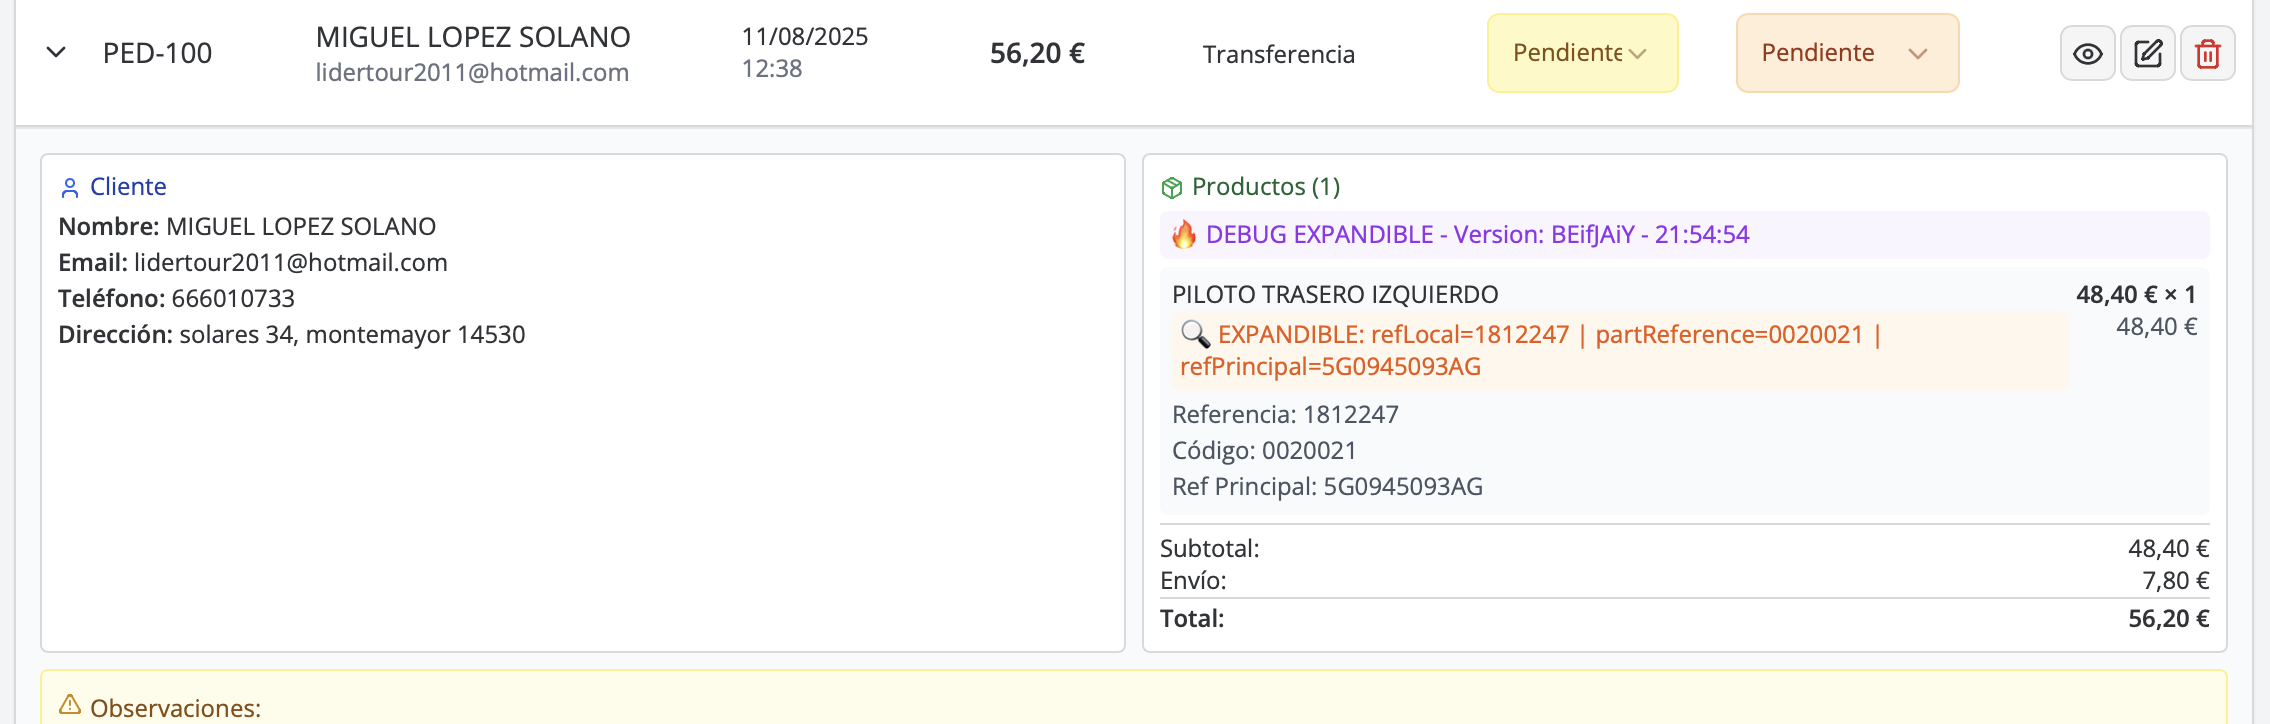 PED-100
MIGUEL LOPEZ SOLANO
lidertour2011@hotmail.com
11/08/2025
12:38
56,20 €
Transferencia
Pendiente
Pendiente
Cliente
Nombre: MIGUEL LOPEZ SOLANO
Email: lidertour2011@hotmail.com
Teléfono: 666010733
Dirección: solares 34, montemayor 14530
Productos (1)
🔥 DEBUG EXPANDIBLE - Version: BEifJAiY - 21:54:54
PILOTO TRASERO IZQUIERDO
48,40 € × 1
48,40 €
🔍 EXPANDIBLE: refLocal=1812247 | partReference=0020021 |
refPrincipal=5G0945093AG
Referencia: 1812247
Código: 0020021
Ref Principal: 5G0945093AG
Subtotal: 48,40 €
Envío: 7,80 €
Total: 56,20 €
Observaciones: